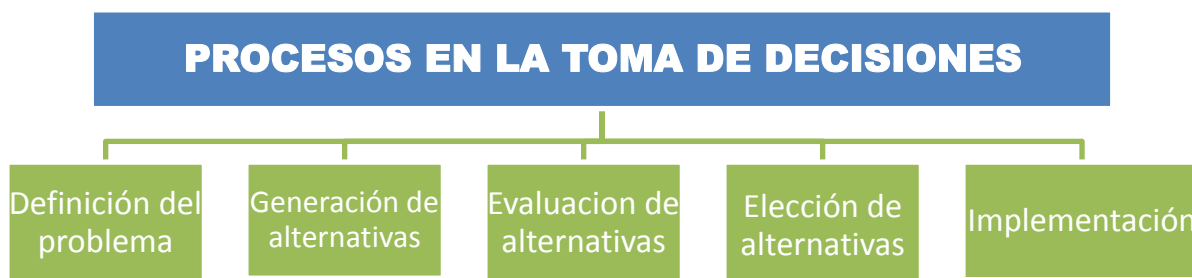 PROCESOS EN LA TOMA DE DECISIONES
Definición del
problema
Generación de
alternativas
Evaluacion de
alternativas
Elección de
alternativas
Implementación